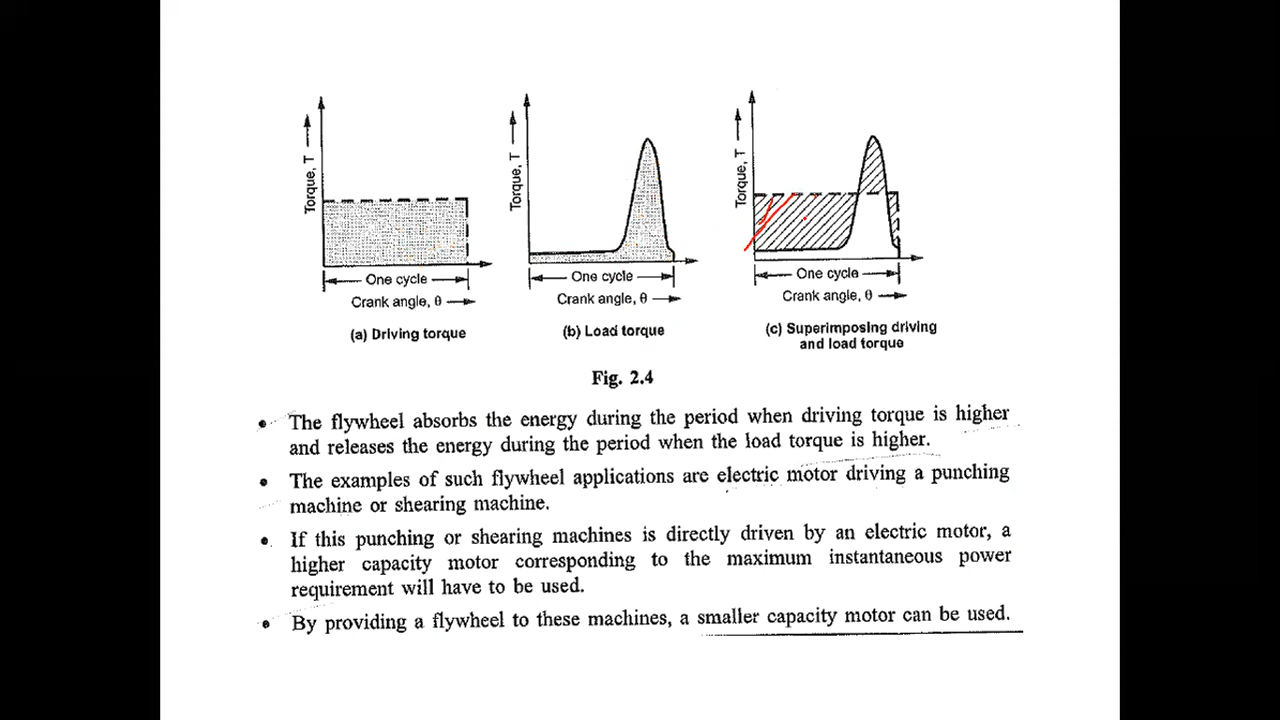 Torque, T
Torque, T
Torque, T
One cycle
One cycle
One cycle
Crank angle, θ
Crank angle, θ
Crank angle, θ
(a) Driving torque
(b) Load torque
(c) Superimposing driving
and load torque
Fig. 2.4
• The flywheel absorbs the energy during the period when driving torque is higher
and releases the energy during the period when the load torque is higher.
• The examples of such flywheel applications are electric motor driving a punching
machine or shearing machine.
• If this punching or shearing machines is directly driven by an electric motor, a
higher capacity motor corresponding to the maximum instantaneous power
requirement will have to be used.
• By providing a flywheel to these machines, a smaller capacity motor can be used.